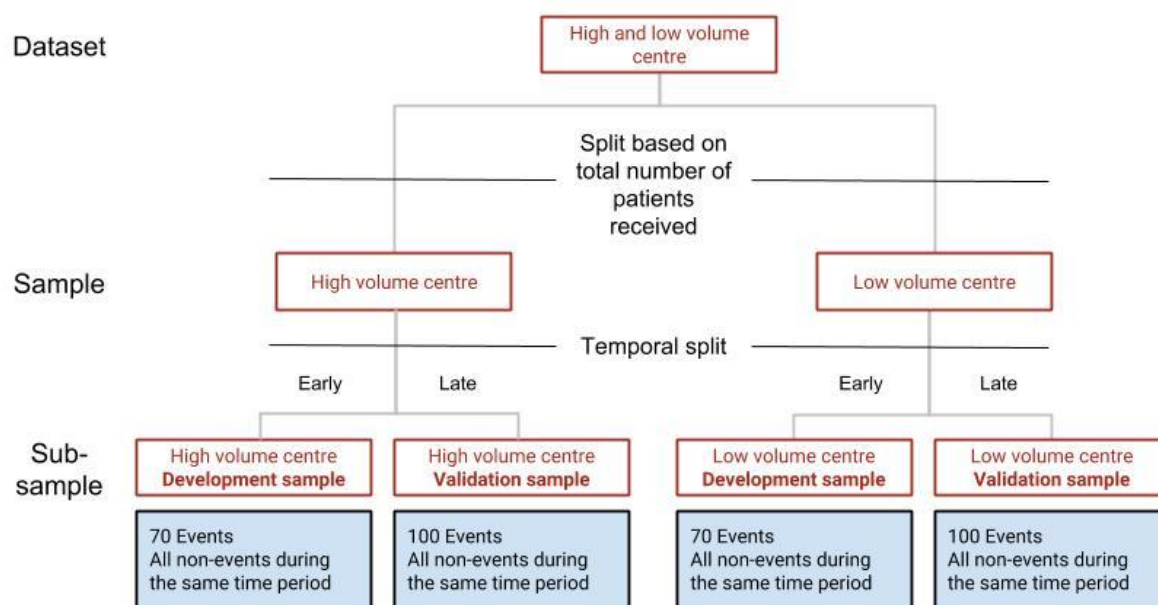 Dataset
High and low volume
centre
Split based on
total number of
patients
received
Sample
High volume centre
Low volume centre
Temporal split
Early
Late
Early
Late
Sub-
sample
High volume centre
Development sample
High volume centre
Validation sample
Low volume centre
Development sample
Low volume centre
Validation sample
70 Events
All non-events during
the same time period
100 Events
All non-events during
the same time period
70 Events
All non-events during
the same time period
100 Events
All non-events during
the same time period